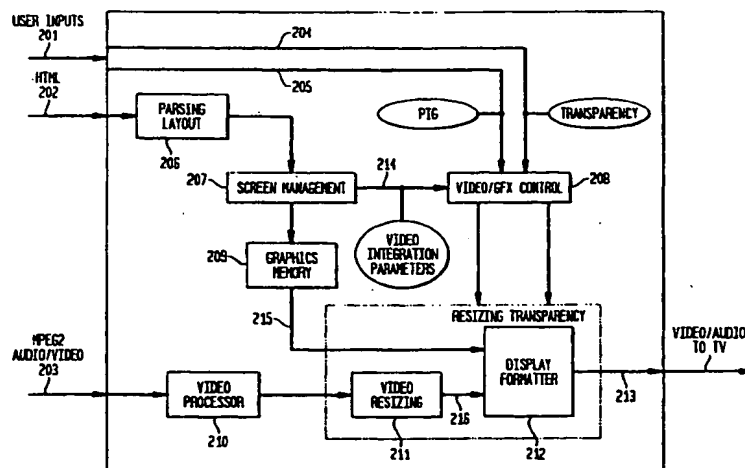 USER INPUTS
201
204
205
HTML
202
PARSING
LAYOUT
206
PIG
TRANSPARENCY
214
207
SCREEN MANAGEMENT
VIDEO/GFX CONTROL
208
209
GRAPHICS
MEMORY
VIDEO
INTEGRATION
PARAMETERS
215
RESIZING TRANSPARENCY
MPEG2
AUDIO/VIDEO
203
VIDEO
PROCESSOR
210
VIDEO
RESIZING
211
216
DISPLAY
FORMATTER
212
213
VIDEO/AUDIO
TO TV